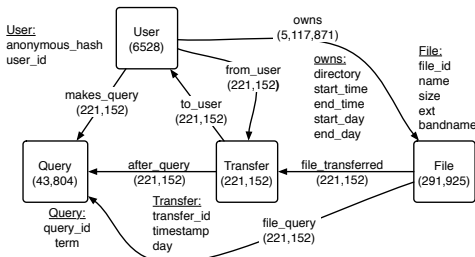 User:
anonymous_hash
user_id
User
(6528)
owns
(5,117,871)
File:
file_id
name
size
ext
bandname
from_user
(221,152)
owns:
directory
start_time
end_time
start_day
end_day
makes_query
(221,152)
to_user
(221,152)
Query
(43,804)
after_query
(221,152)
Transfer
(221,152)
file_transferred
(221,152)
File
(291,925)
Query:
query_id
term
Transfer:
transfer_id
timestamp
day
file_query
(221,152)